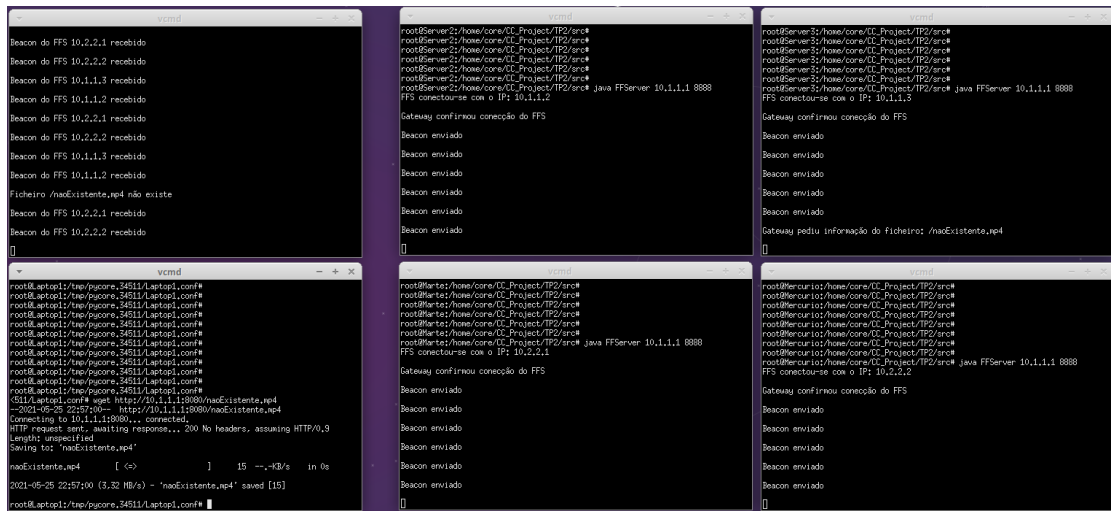 vcmd
Beacon do FFS 10.2.2.1 recebido
Beacon do FFS 10.2.2.2 recebido
Beacon do FFS 10.1.1.3 recebido
Beacon do FFS 10.1.1.2 recebido
Beacon do FFS 10.2.2.1 recebido
Beacon do FFS 10.2.2.2 recebido
Beacon do FFS 10.1.1.3 recebido
Beacon do FFS 10.1.1.2 recebido
Ficheiro /naoExistente.mp4 não existe
Beacon do FFS 10.2.2.1 recebido
Beacon do FFS 10.2.2.2 recebido
vcmd
root@Server2:/home/core/CC_Project/TP2/src#
root@Server2:/home/core/CC_Project/TP2/src#
root@Server2:/home/core/CC_Project/TP2/src#
root@Server2:/home/core/CC_Project/TP2/src#
root@Server2:/home/core/CC_Project/TP2/src#
root@Server2:/home/core/CC_Project/TP2/src#
root@Server2:/home/core/CC_Project/TP2/src# java FFServer 10.1.1.1 8888
FFS conectou-se com o IP: 10.1.1.2
Gateway confirmou conecção do FFS
Beacon enviado
Beacon enviado
Beacon enviado
Beacon enviado
Beacon enviado
Beacon enviado
vcmd
root@Server3:/home/core/CC_Project/TP2/src#
root@Server3:/home/core/CC_Project/TP2/src#
root@Server3:/home/core/CC_Project/TP2/src#
root@Server3:/home/core/CC_Project/TP2/src#
root@Server3:/home/core/CC_Project/TP2/src#
root@Server3:/home/core/CC_Project/TP2/src#
root@Server3:/home/core/CC_Project/TP2/src# java FFServer 10.1.1.1 8888
FFS conectou-se com o IP: 10.1.1.3
Gateway confirmou conecção do FFS
Beacon enviado
Beacon enviado
Beacon enviado
Beacon enviado
Beacon enviado
Gateway pediu informação do ficheiro: /naoExistente.mp4
vcmd
root@Laptop1:/tmp/pycore.34511/Laptop1.conf#
root@Laptop1:/tmp/pycore.34511/Laptop1.conf#
root@Laptop1:/tmp/pycore.34511/Laptop1.conf#
root@Laptop1:/tmp/pycore.34511/Laptop1.conf#
root@Laptop1:/tmp/pycore.34511/Laptop1.conf#
root@Laptop1:/tmp/pycore.34511/Laptop1.conf#
root@Laptop1:/tmp/pycore.34511/Laptop1.conf#
root@Laptop1:/tmp/pycore.34511/Laptop1.conf#
root@Laptop1:/tmp/pycore.34511/Laptop1.conf#
root@Laptop1:/tmp/pycore.34511/Laptop1.conf#
<511/Laptop1.conf# wget http://10.1.1.1:8080/naoExistente.mp4
--2021-05-25 22:57:00-- http://10.1.1.1:8080/naoExistente.mp4
Connecting to 10.1.1.1:8080... connected.
HTTP request sent, awaiting response... 200 No headers, assuming HTTP/0.9
Length: unspecified
Saving to: 'naoExistente.mp4'
naoExistente.mp4 [ <=> ] 15 --.-KB/s in 0s
2021-05-25 22:57:00 (3,32 MB/s) - 'naoExistente.mp4' saved [15]
root@Laptop1:/tmp/pycore.34511/Laptop1.conf#
vcmd
root@Marte:/home/core/CC_Project/TP2/src#
root@Marte:/home/core/CC_Project/TP2/src#
root@Marte:/home/core/CC_Project/TP2/src#
root@Marte:/home/core/CC_Project/TP2/src#
root@Marte:/home/core/CC_Project/TP2/src#
root@Marte:/home/core/CC_Project/TP2/src#
root@Marte:/home/core/CC_Project/TP2/src# java FFServer 10.1.1.1 8888
FFS conectou-se com o IP: 10.2.2.1
Gateway confirmou conecção do FFS
Beacon enviado
Beacon enviado
Beacon enviado
Beacon enviado
Beacon enviado
Beacon enviado
vcmd
root@Mercurio:/home/core/CC_Project/TP2/src#
root@Mercurio:/home/core/CC_Project/TP2/src#
root@Mercurio:/home/core/CC_Project/TP2/src#
root@Mercurio:/home/core/CC_Project/TP2/src#
root@Mercurio:/home/core/CC_Project/TP2/src#
root@Mercurio:/home/core/CC_Project/TP2/src#
root@Mercurio:/home/core/CC_Project/TP2/src#
root@Mercurio:/home/core/CC_Project/TP2/src#
root@Mercurio:/home/core/CC_Project/TP2/src# java FFServer 10.1.1.1 8888
FFS conectou-se com o IP: 10.2.2.2
Gateway confirmou conecção do FFS
Beacon enviado
Beacon enviado
Beacon enviado
Beacon enviado
Beacon enviado